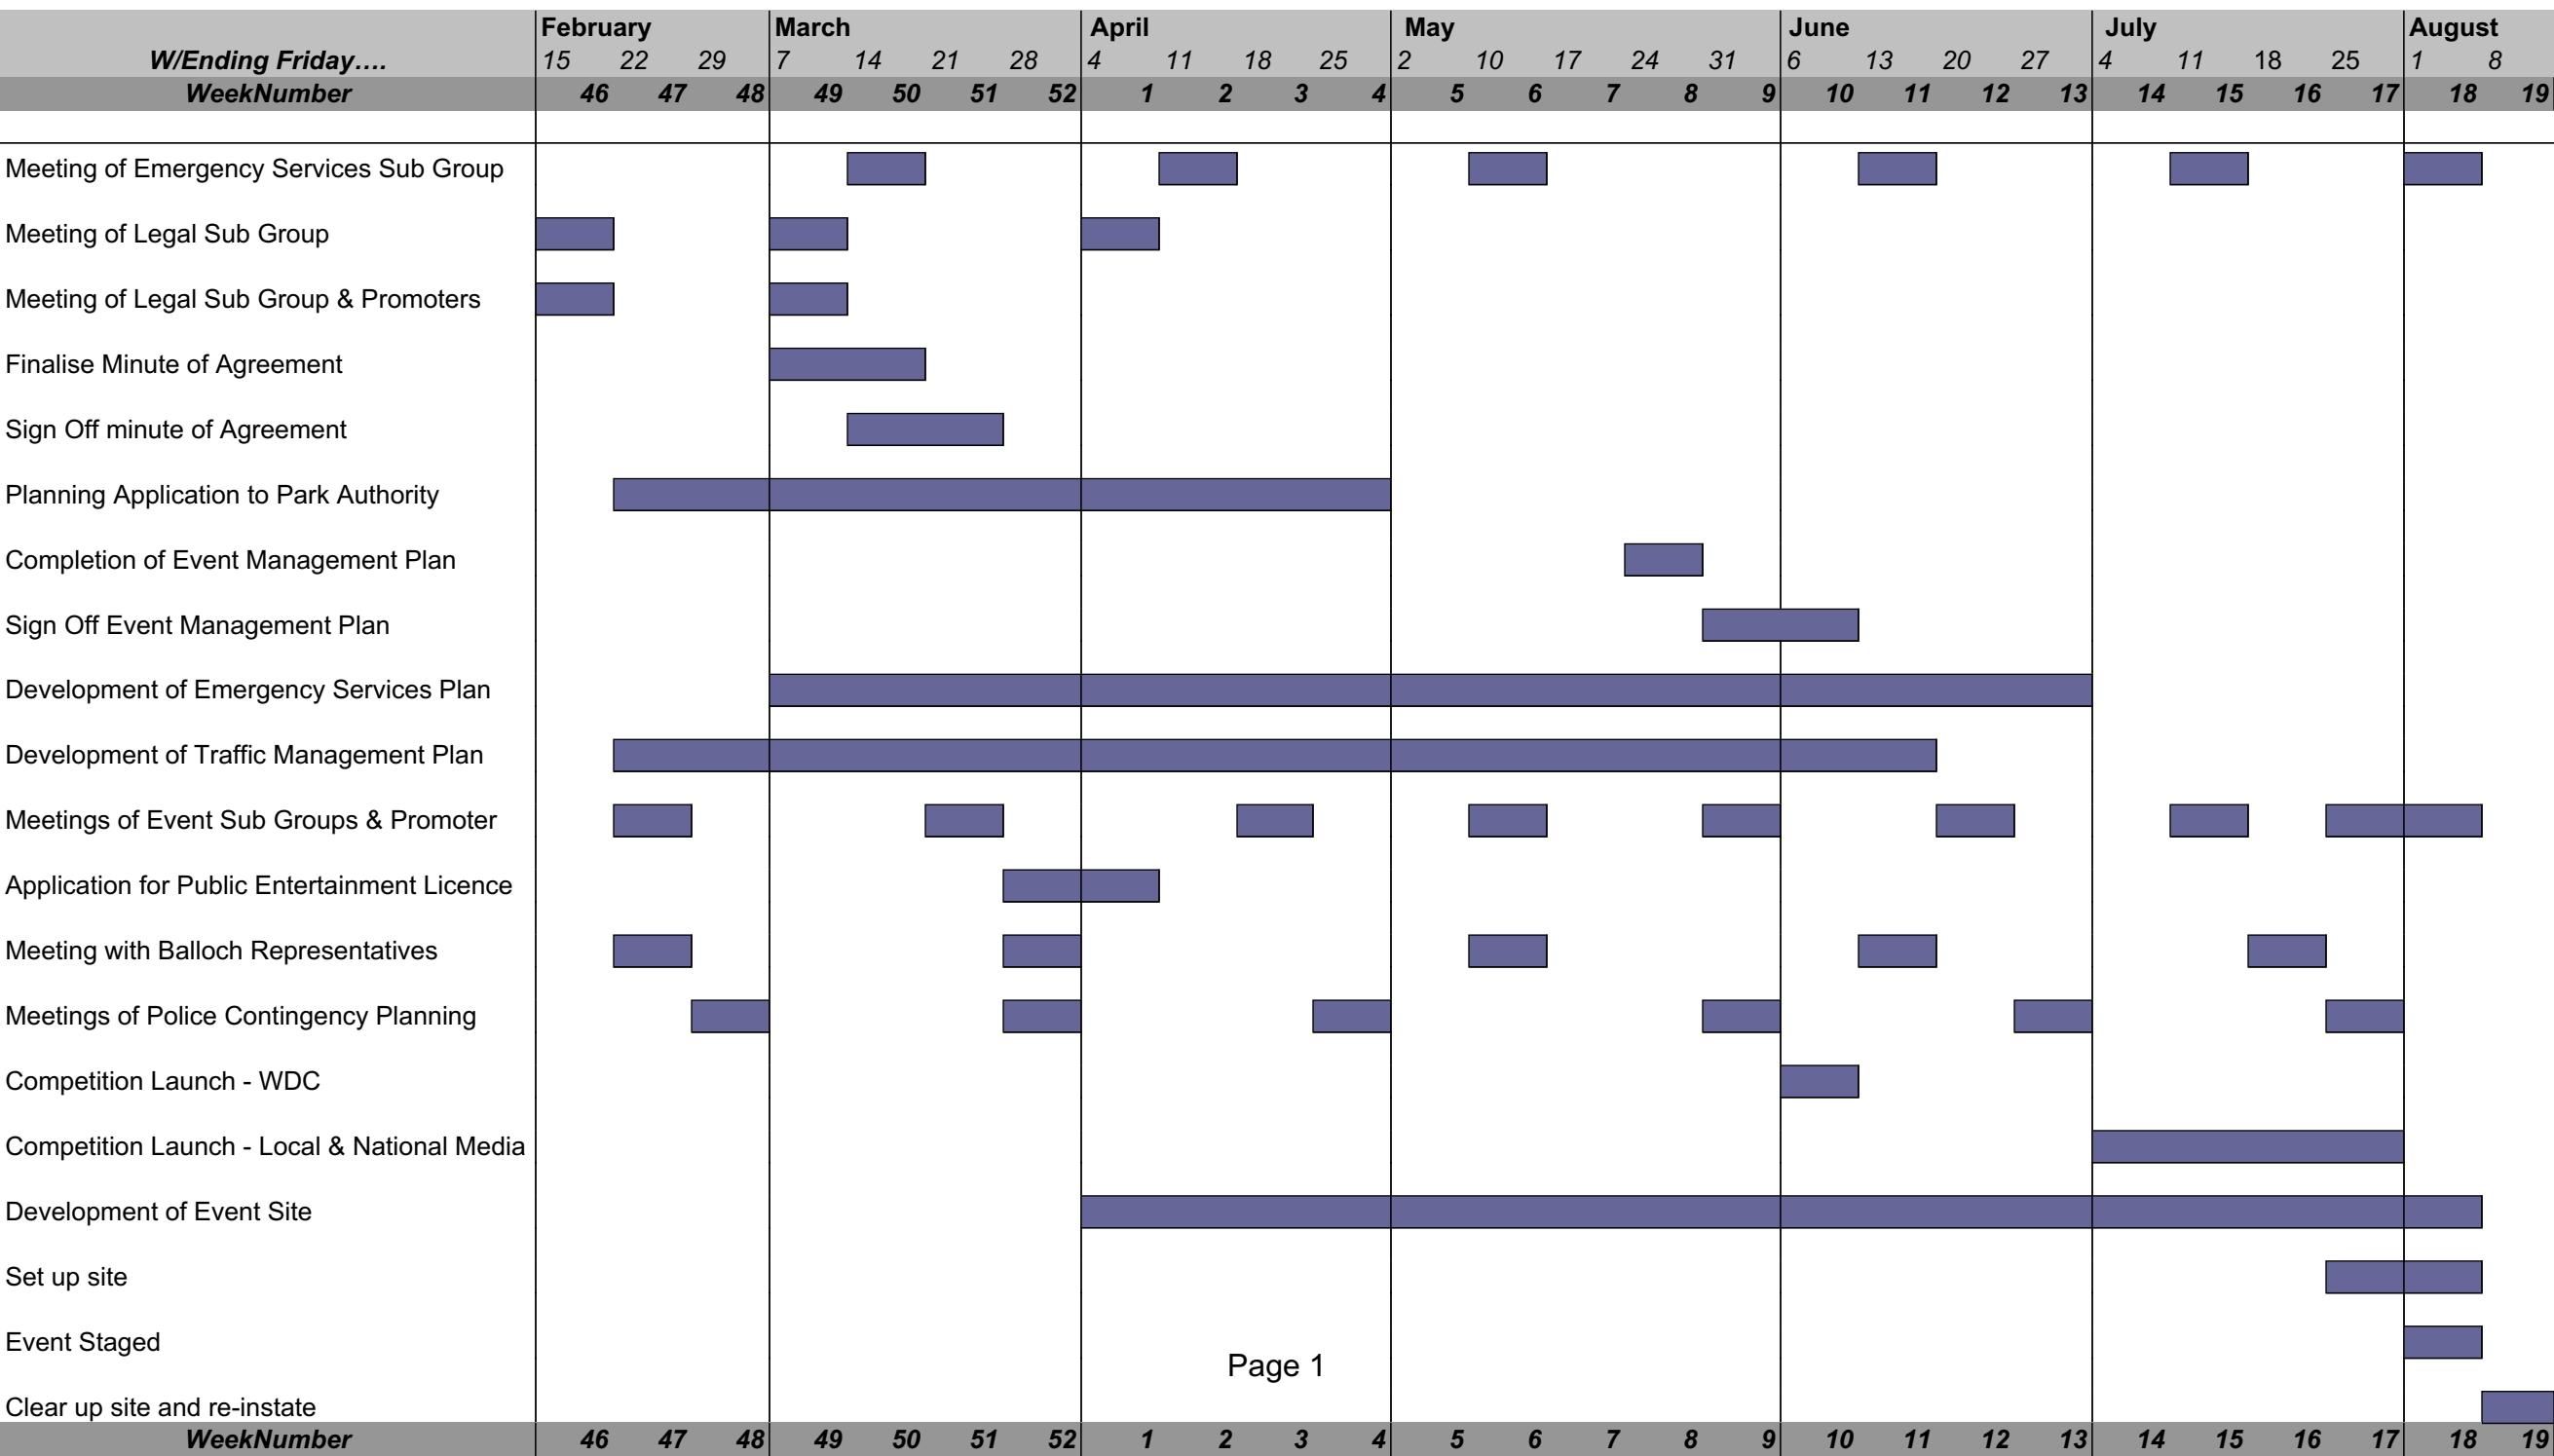 February March April May June July August
W/Ending Friday.... 15 22 29 7 14 21 28 4 11 18 25 2 10 17 24 31 6 13 20 27 4 11 18 25 1 8
WeekNumber 46 47 48 49 50 51 52 1 2 3 4 5 6 7 8 9 10 11 12 13 14 15 16 17 18 19
Meeting of Emergency Services Sub Group
Meeting of Legal Sub Group
Meeting of Legal Sub Group & Promoters
Finalise Minute of Agreement
Sign Off minute of Agreement
Planning Application to Park Authority
Completion of Event Management Plan
Sign Off Event Management Plan
Development of Emergency Services Plan
Development of Traffic Management Plan
Meetings of Event Sub Groups & Promoter
Application for Public Entertainment Licence
Meeting with Balloch Representatives
Meetings of Police Contingency Planning
Competition Launch - WDC
Competition Launch - Local & National Media
Development of Event Site
Set up site
Event Staged
Page 1
Clear up site and re-instate
WeekNumber 46 47 48 49 50 51 52 1 2 3 4 5 6 7 8 9 10 11 12 13 14 15 16 17 18 19